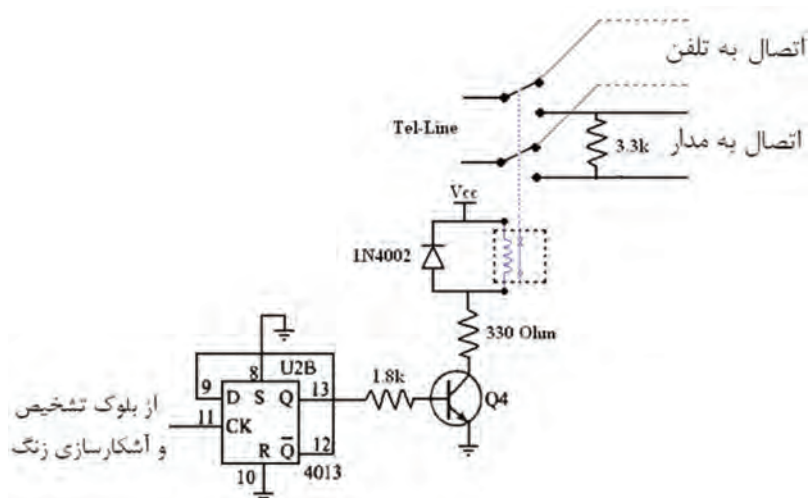 اتصال به تلفن
Tel-Line
3.3k
اتصال به مدار
Vcc
1N4002
330 Ohm
8
U2B
9
D
S
Q
13
1.8k
Q4
از بلوک تشخیص
11
CK
و آشکارسازی زنگ
R
Q̅
12
10
4013